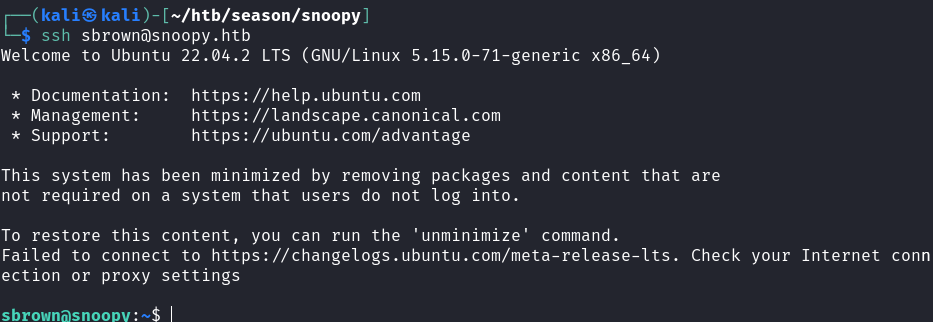 ┌──(kali㉿kali)-[~/htb/season/snoopy]
└─$ ssh sbrown@snoopy.htb
Welcome to Ubuntu 22.04.2 LTS (GNU/Linux 5.15.0-71-generic x86_64)
* Documentation:  https://help.ubuntu.com
* Management:     https://landscape.canonical.com
* Support:        https://ubuntu.com/advantage
This system has been minimized by removing packages and content that are
not required on a system that users do not log into.
To restore this content, you can run the 'unminimize' command.
Failed to connect to https://changelogs.ubuntu.com/meta-release-lts. Check your Internet conn
ection or proxy settings
sbrown@snoopy:~$